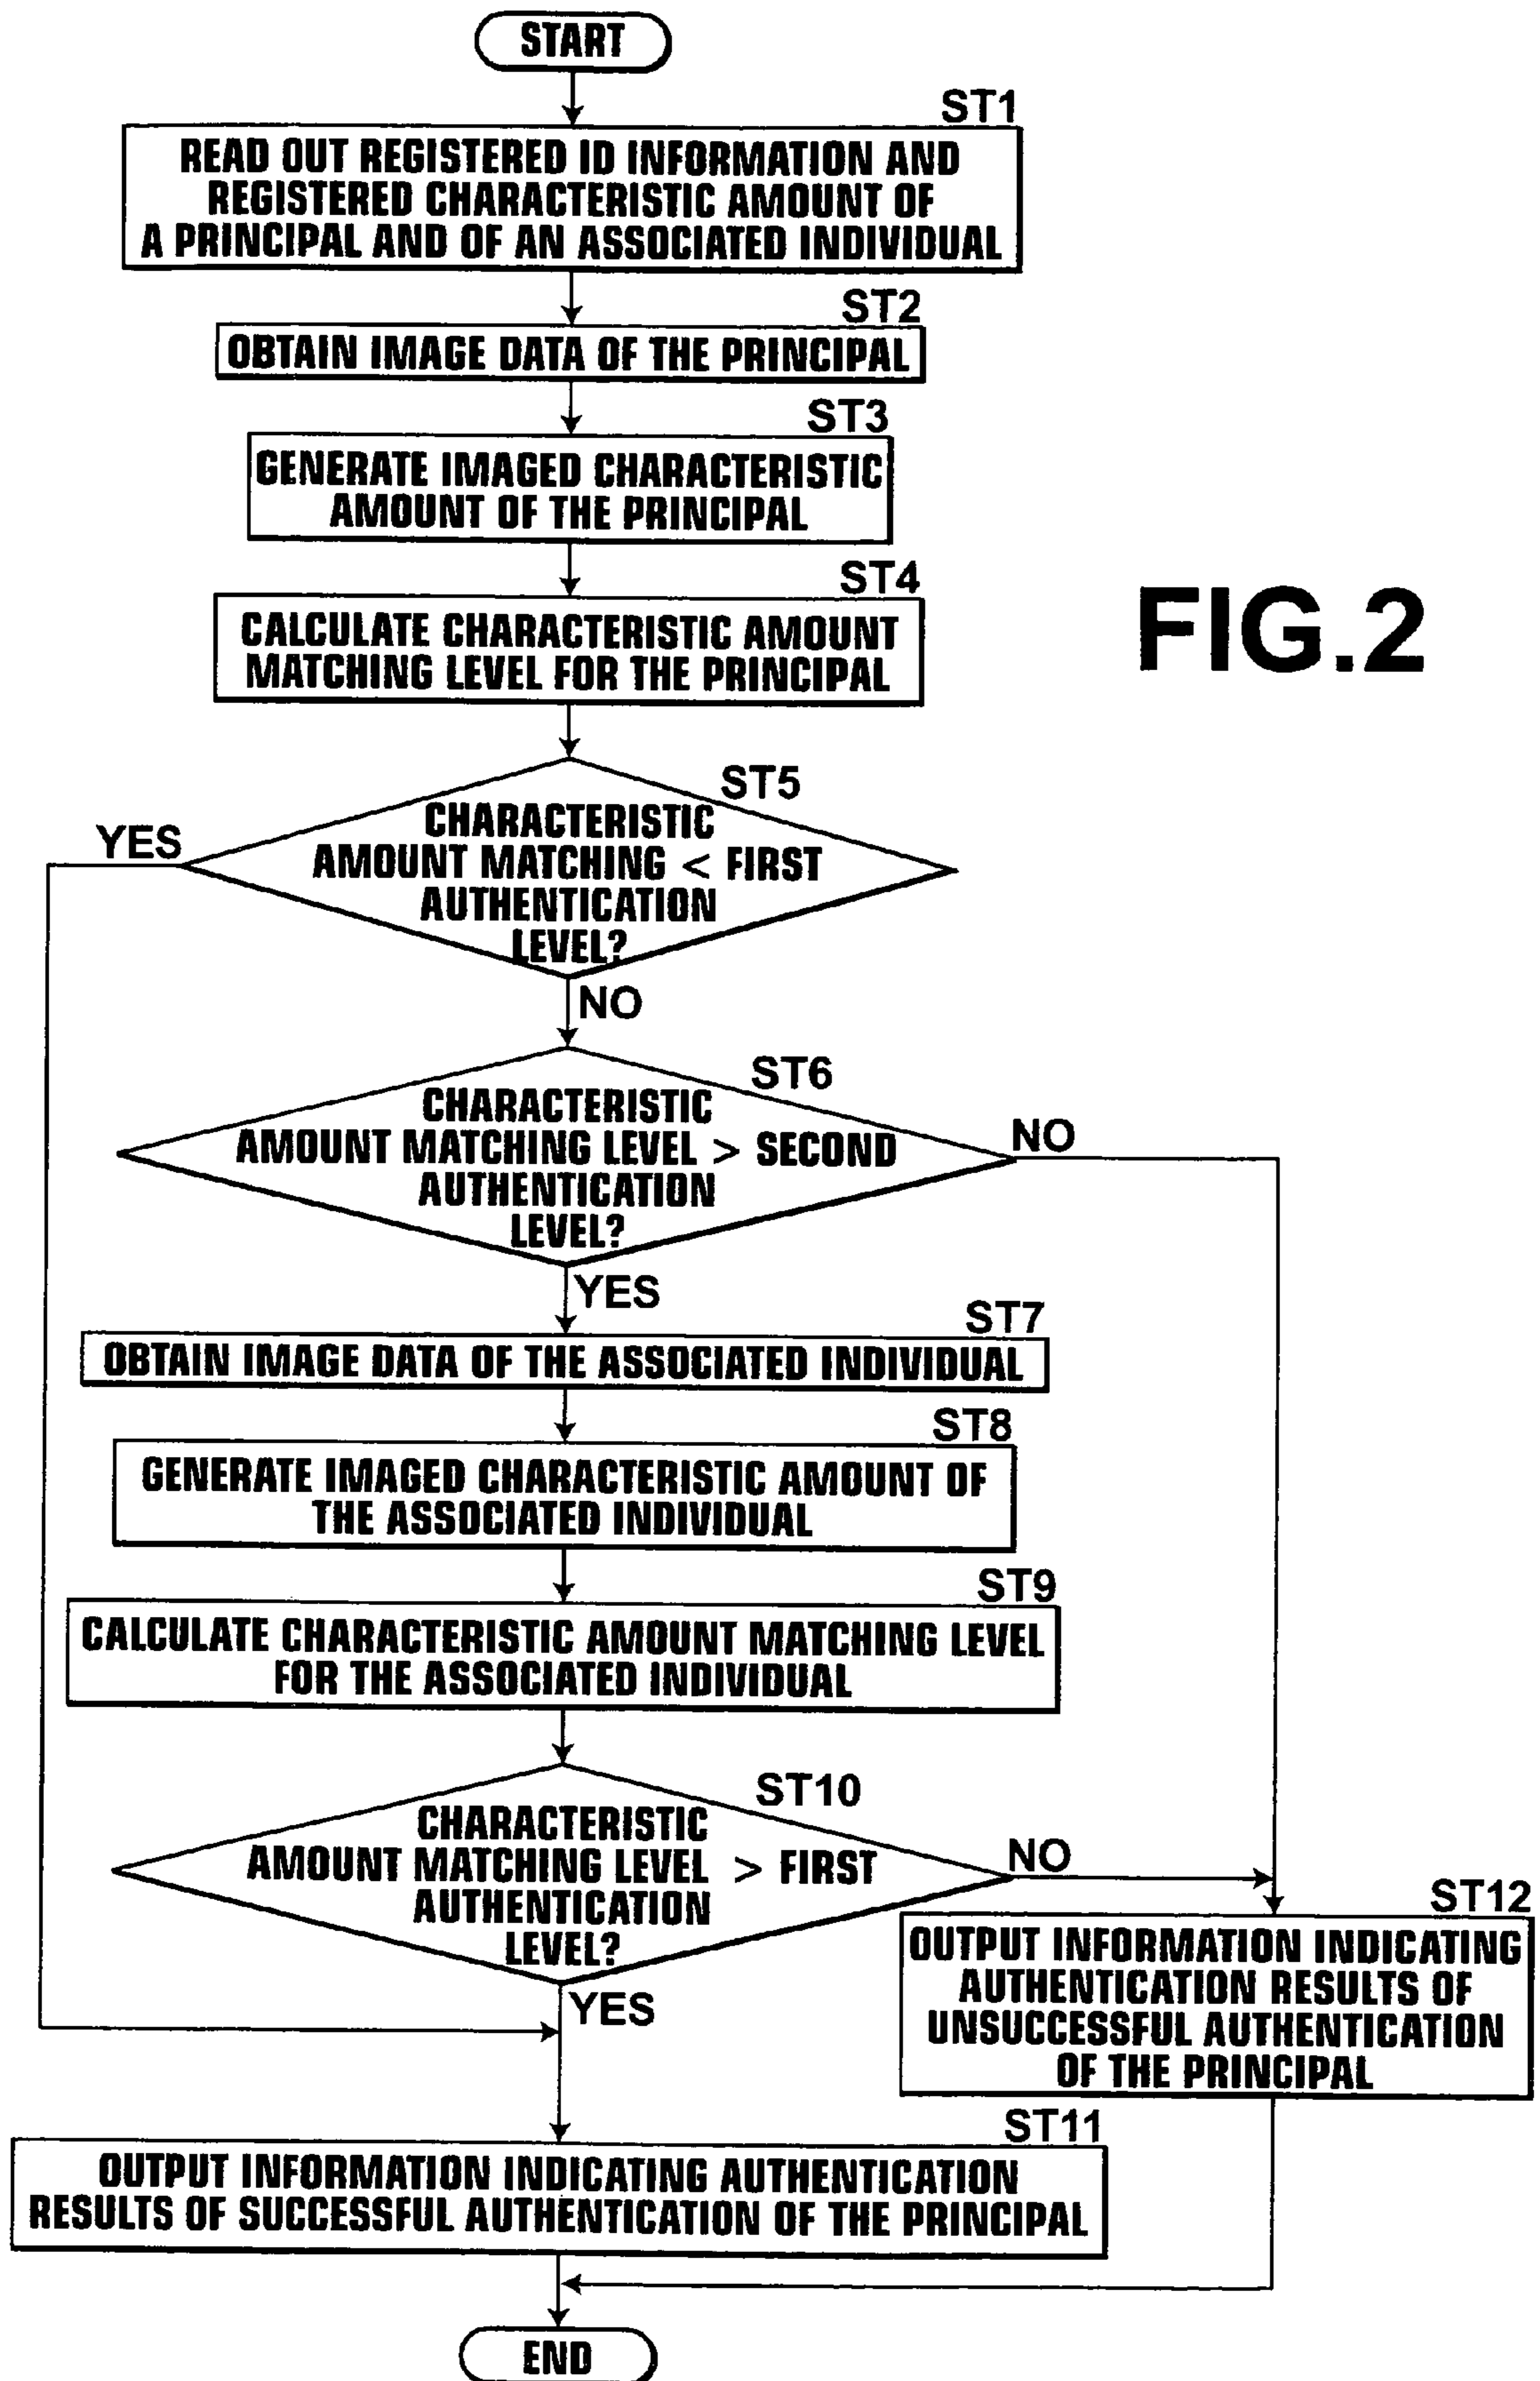 START
ST1
READ OUT REGISTERED ID INFORMATION AND
REGISTERED CHARACTERISTIC AMOUNT OF
A PRINCIPAL AND OF AN ASSOCIATED INDIVIDUAL
ST2
OBTAIN IMAGE DATA OF THE PRINCIPAL
ST3
GENERATE IMAGED CHARACTERISTIC
AMOUNT OF THE PRINCIPAL
ST4
CALCULATE CHARACTERISTIC AMOUNT
MATCHING LEVEL FOR THE PRINCIPAL
FIG.2
ST5
CHARACTERISTIC
AMOUNT MATCHING < FIRST
AUTHENTICATION
LEVEL?
YES
NO
ST6
CHARACTERISTIC
AMOUNT MATCHING LEVEL > SECOND
AUTHENTICATION
LEVEL?
NO
YES
ST7
OBTAIN IMAGE DATA OF THE ASSOCIATED INDIVIDUAL
ST8
GENERATE IMAGED CHARACTERISTIC AMOUNT OF
THE ASSOCIATED INDIVIDUAL
ST9
CALCULATE CHARACTERISTIC AMOUNT MATCHING LEVEL
FOR THE ASSOCIATED INDIVIDUAL
ST10
CHARACTERISTIC
AMOUNT MATCHING LEVEL > FIRST
AUTHENTICATION
LEVEL?
NO
YES
ST12
OUTPUT INFORMATION INDICATING
AUTHENTICATION RESULTS OF
UNSUCCESSFUL AUTHENTICATION
OF THE PRINCIPAL
ST11
OUTPUT INFORMATION INDICATING AUTHENTICATION
RESULTS OF SUCCESSFUL AUTHENTICATION OF THE PRINCIPAL
END